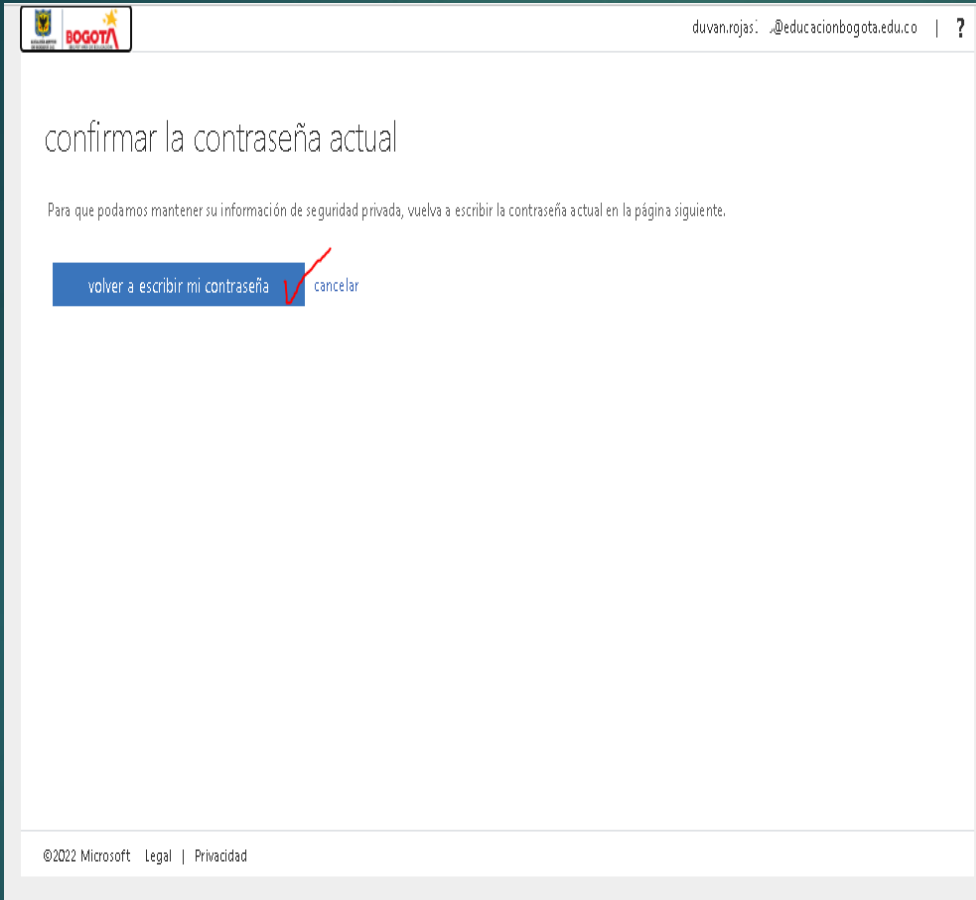 BOGOTÁ
duvan.rojas @educacionbogota.edu.co | ?
confirmar la contraseña actual
Para que podamos mantener su información de seguridad privada, vuelva a escribir la contraseña actual en la página siguiente.
volver a escribir mi contraseña cancelar
©2022 Microsoft Legal | Privacidad